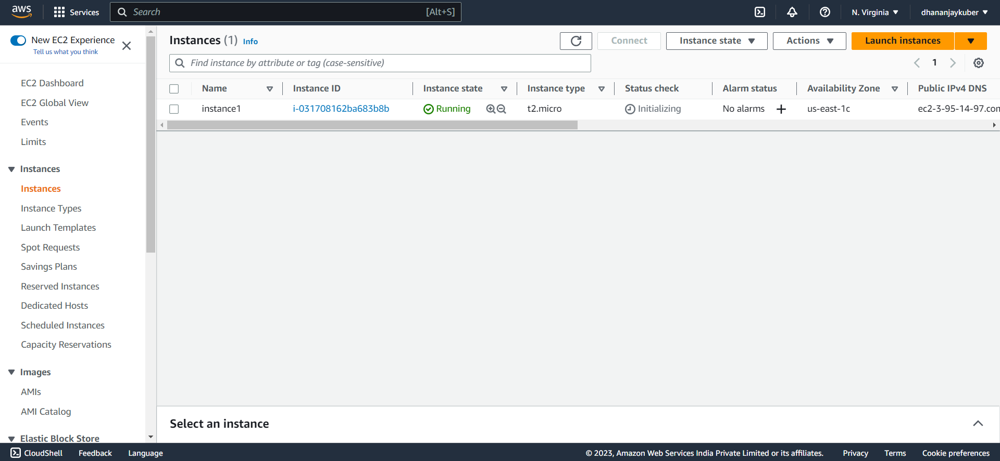 aws Services Search [Alt+S] N. Virginia dhananjaykuber
New EC2 Experience
Tell us what you think
EC2 Dashboard
EC2 Global View
Events
Limits
Instances
Instances
Instance Types
Launch Templates
Spot Requests
Savings Plans
Reserved Instances
Dedicated Hosts
Scheduled Instances
Capacity Reservations
Images
AMIs
AMI Catalog
Elastic Block Store
Instances (1) Info Connect Instance state Actions Launch instances
Find instance by attribute or tag (case-sensitive) 1
Name Instance ID Instance state Instance type Status check Alarm status Availability Zone Public IPv4 DNS
instance1 i-031708162ba683b8b Running t2.micro Initializing No alarms + us-east-1c ec2-3-95-14-97.com
Select an instance
CloudShell Feedback Language © 2023, Amazon Web Services India Private Limited or its affiliates. Privacy Terms Cookie preferences